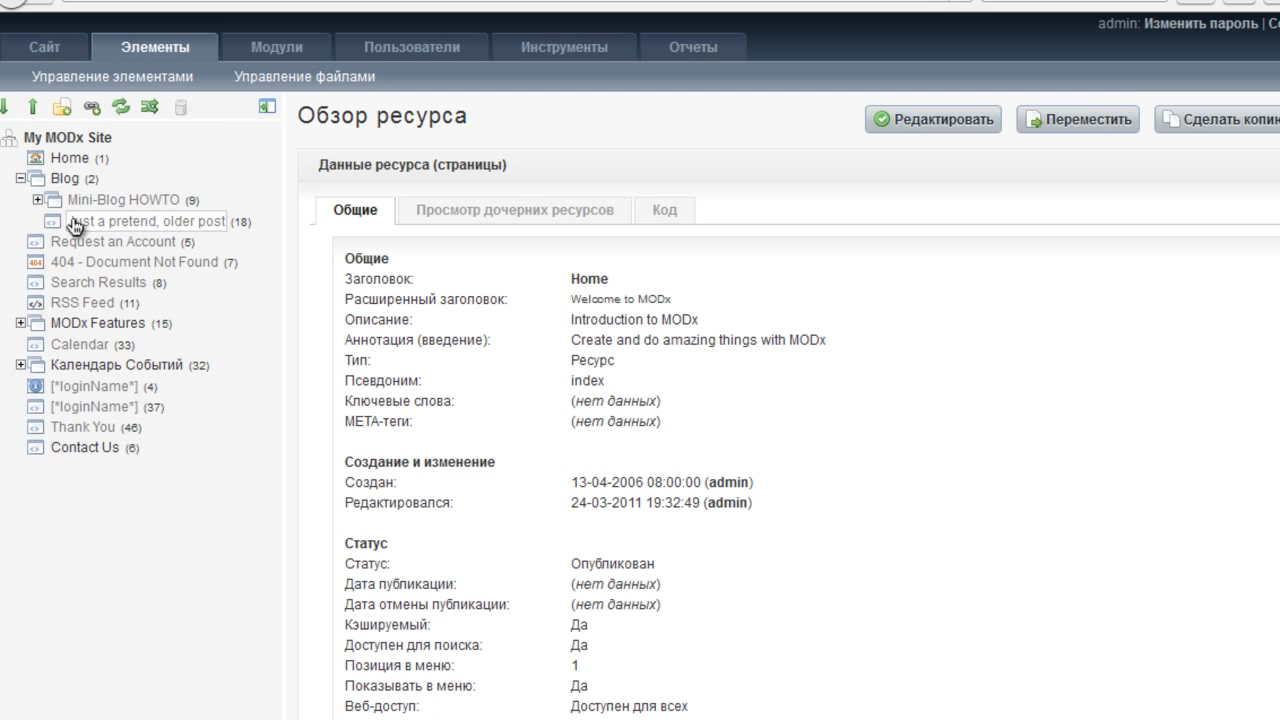 admin: Изменить пароль |
Сайт Элементы Модули Пользователи Инструменты Отчеты
Управление элементами Управление файлами
Обзор ресурса
Редактировать Переместить Сделать копию
My MODx Site
Home (1)
Blog (2)
Mini-Blog HOWTO (9)
a pretend, older post (18)
Request an Account (5)
404 - Document Not Found (7)
Search Results (8)
RSS Feed (11)
MODx Features (15)
Calendar (33)
Календарь Событий (32)
[*loginName*] (4)
[*loginName*] (37)
Thank You (46)
Contact Us (6)
Данные ресурса (страницы)
Общие Просмотр дочерних ресурсов Код
Общие
Заголовок: Home
Расширенный заголовок: Welcome to MODx
Описание: Introduction to MODx
Аннотация (введение): Create and do amazing things with MODx
Тип: Ресурс
Псевдоним: index
Ключевые слова: (нет данных)
META-теги: (нет данных)
Создание и изменение
Создан: 13-04-2006 08:00:00 (admin)
Редактировался: 24-03-2011 19:32:49 (admin)
Статус
Статус: Опубликован
Дата публикации: (нет данных)
Дата отмены публикации: (нет данных)
Кэшируемый: Да
Доступен для поиска: Да
Позиция в меню: 1
Показывать в меню: Да
Веб-доступ: Доступен для всех